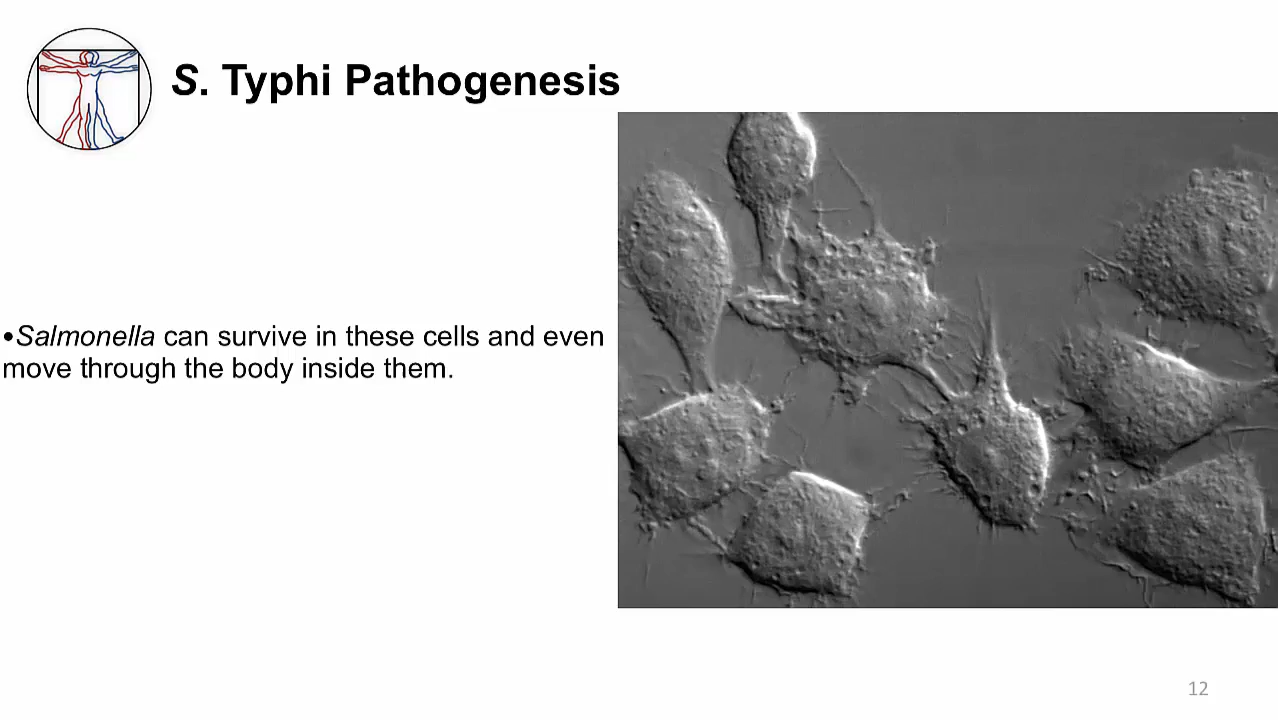 S. Typhi Pathogenesis
•Salmonella can survive in these cells and even
move through the body inside them.
12